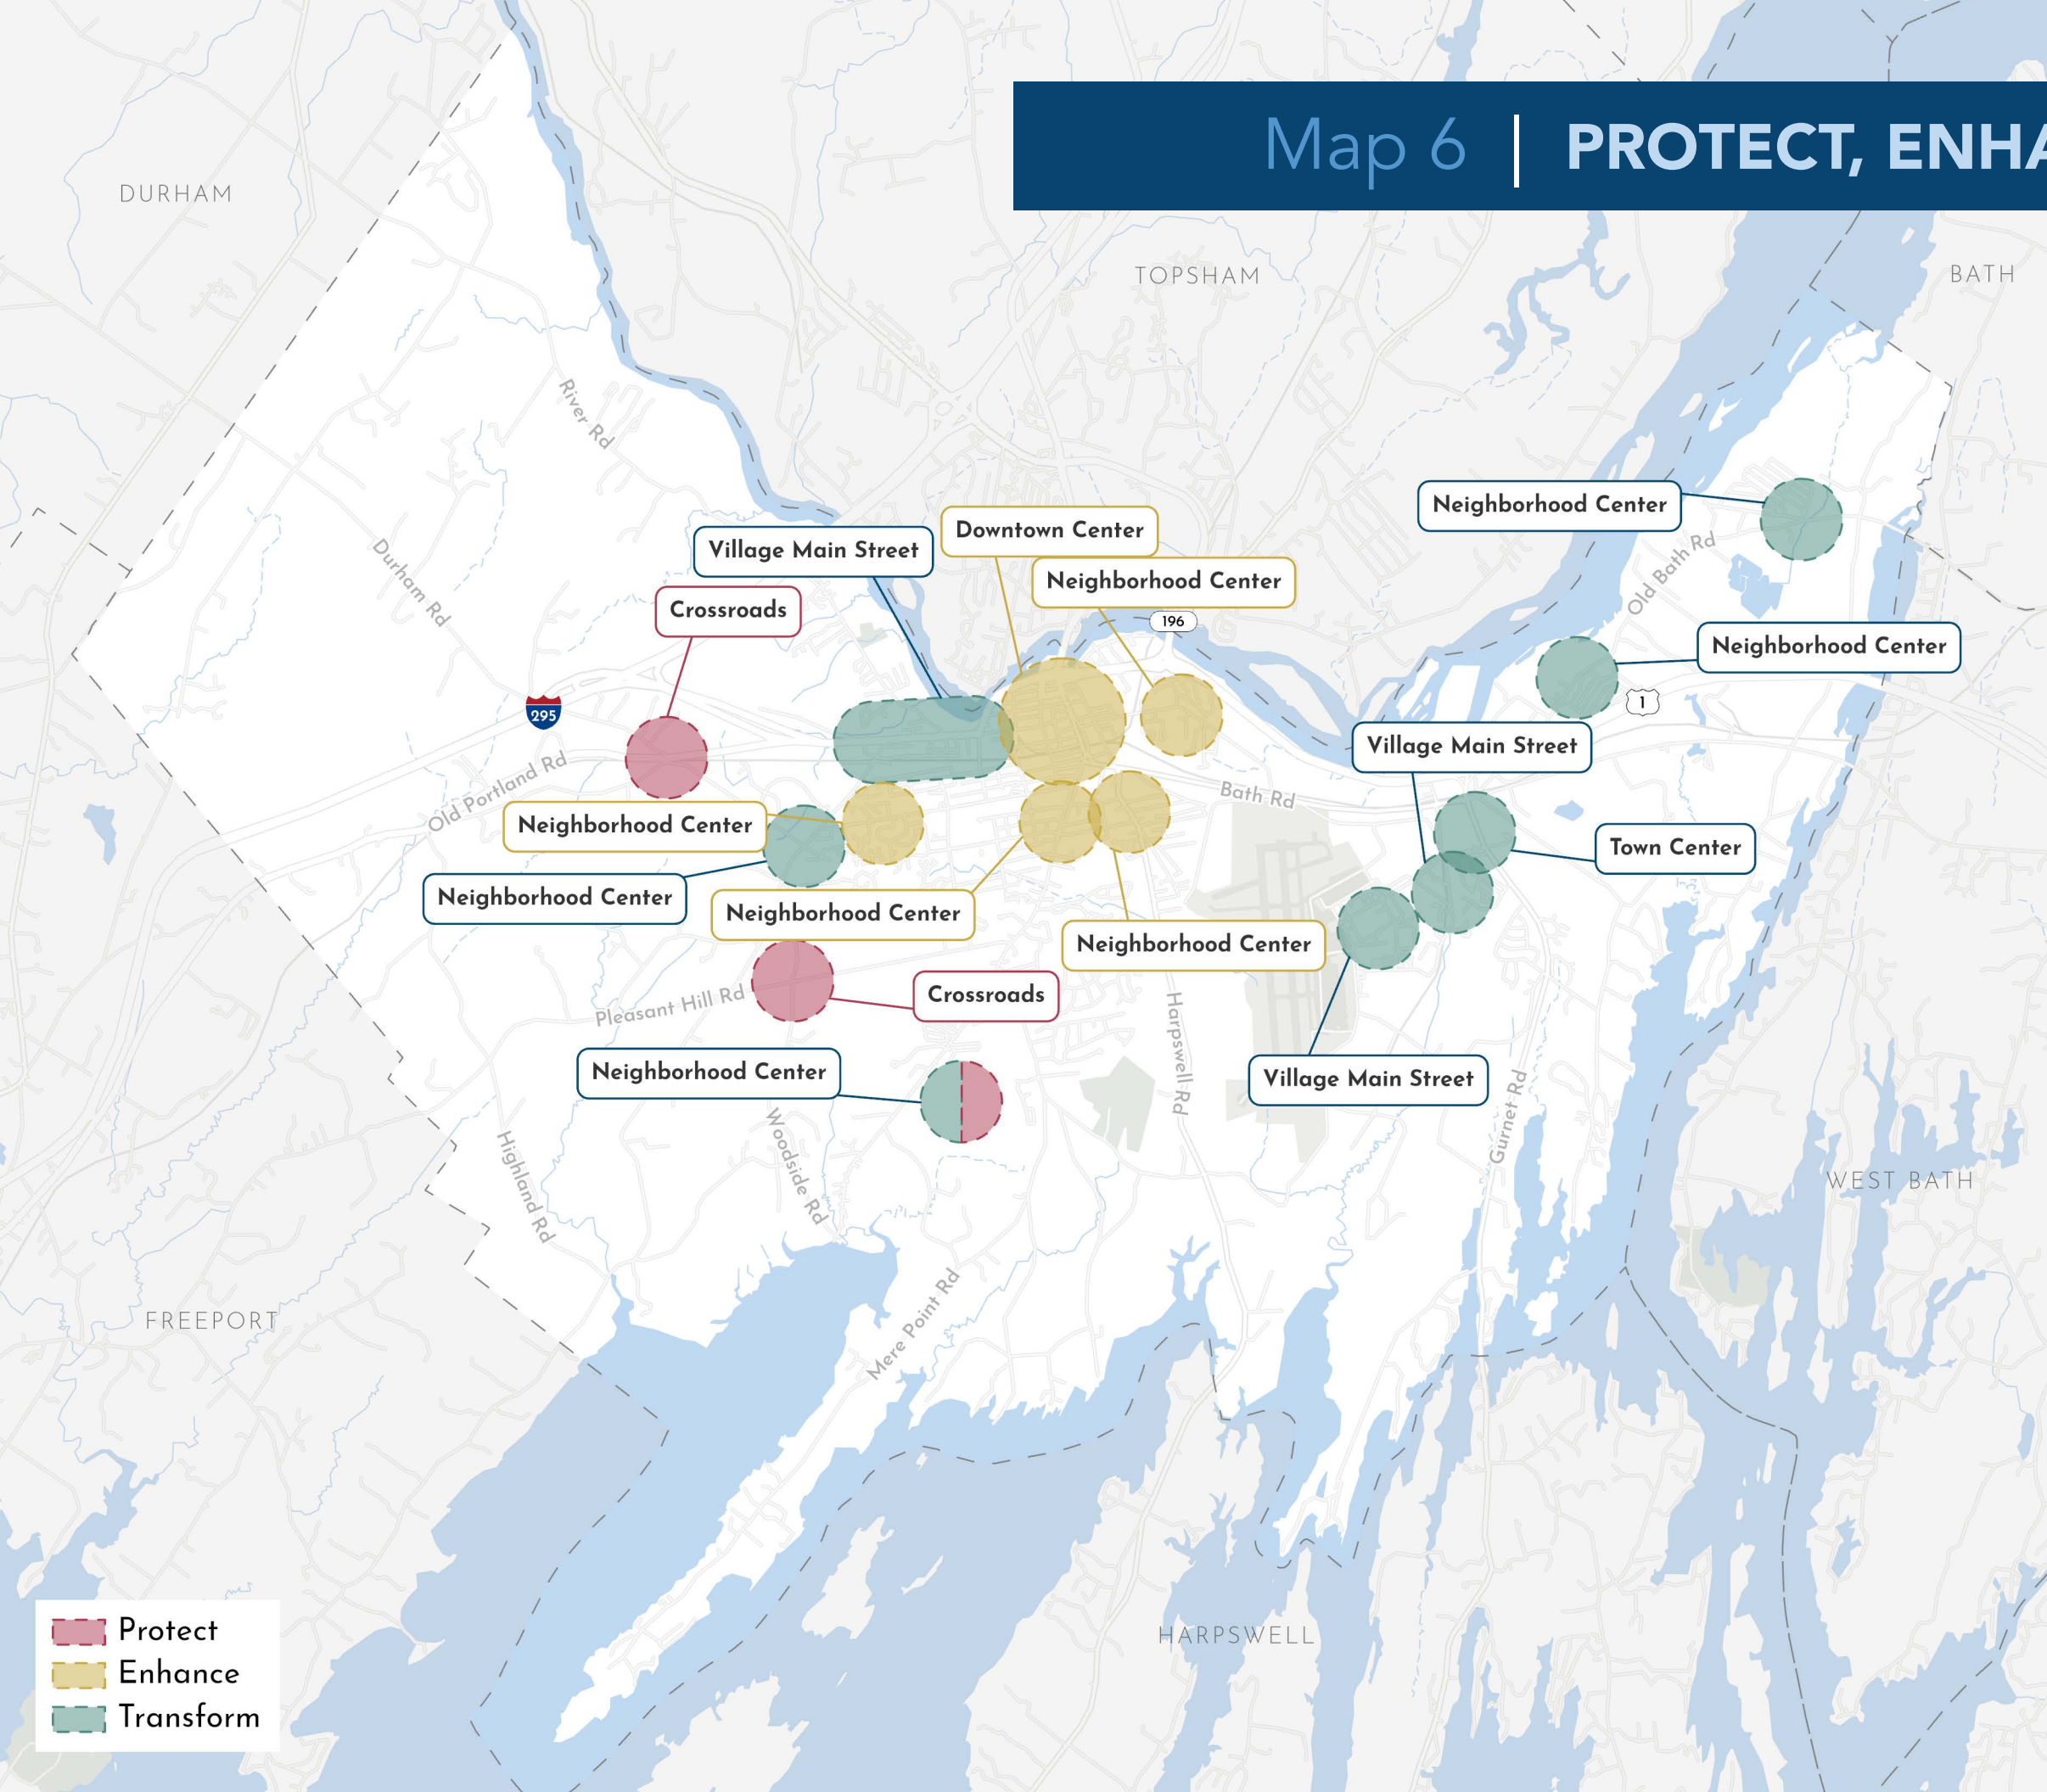 Map 6 | PROTECT, ENHA
DURHAM
TOPSHAM
BATH
River Rd
Neighborhood Center
Downtown Center
Village Main Street
Durham Rd
Old Bath Rd
Neighborhood Center
Crossroads
196
Neighborhood Center
295
1
Village Main Street
Old Portland Rd
Bath Rd
Neighborhood Center
Town Center
Neighborhood Center
Neighborhood Center
Neighborhood Center
Pleasant Hill Rd
Crossroads
Harpswell Rd
Neighborhood Center
Village Main Street
Gurnet Rd
Woodside Rd
Highland Rd
WEST BATH
FREEPORT
Mere Point Rd
HARPSWELL
Protect
Enhance
Transform